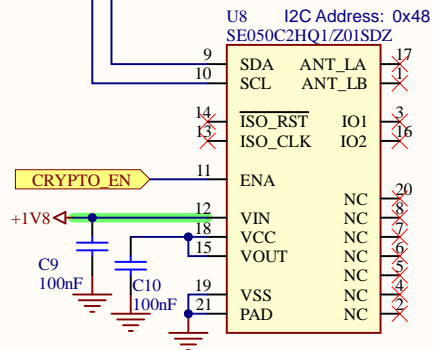 U8 I2C Address: 0x48
SE050C2HQ1/Z01SDZ
9 SDA ANT_LA 17
10 SCL ANT_LB 1
14 ISO_RST IO1 3
13 ISO_CLK IO2 16
CRYPTO_EN 11 ENA
NC 20
+1V8 12 VIN NC 8
18 VCC NC 7
15 VOUT NC 6
NC 5
C9
100nF
C10
100nF
19 VSS NC 4
21 PAD NC 2